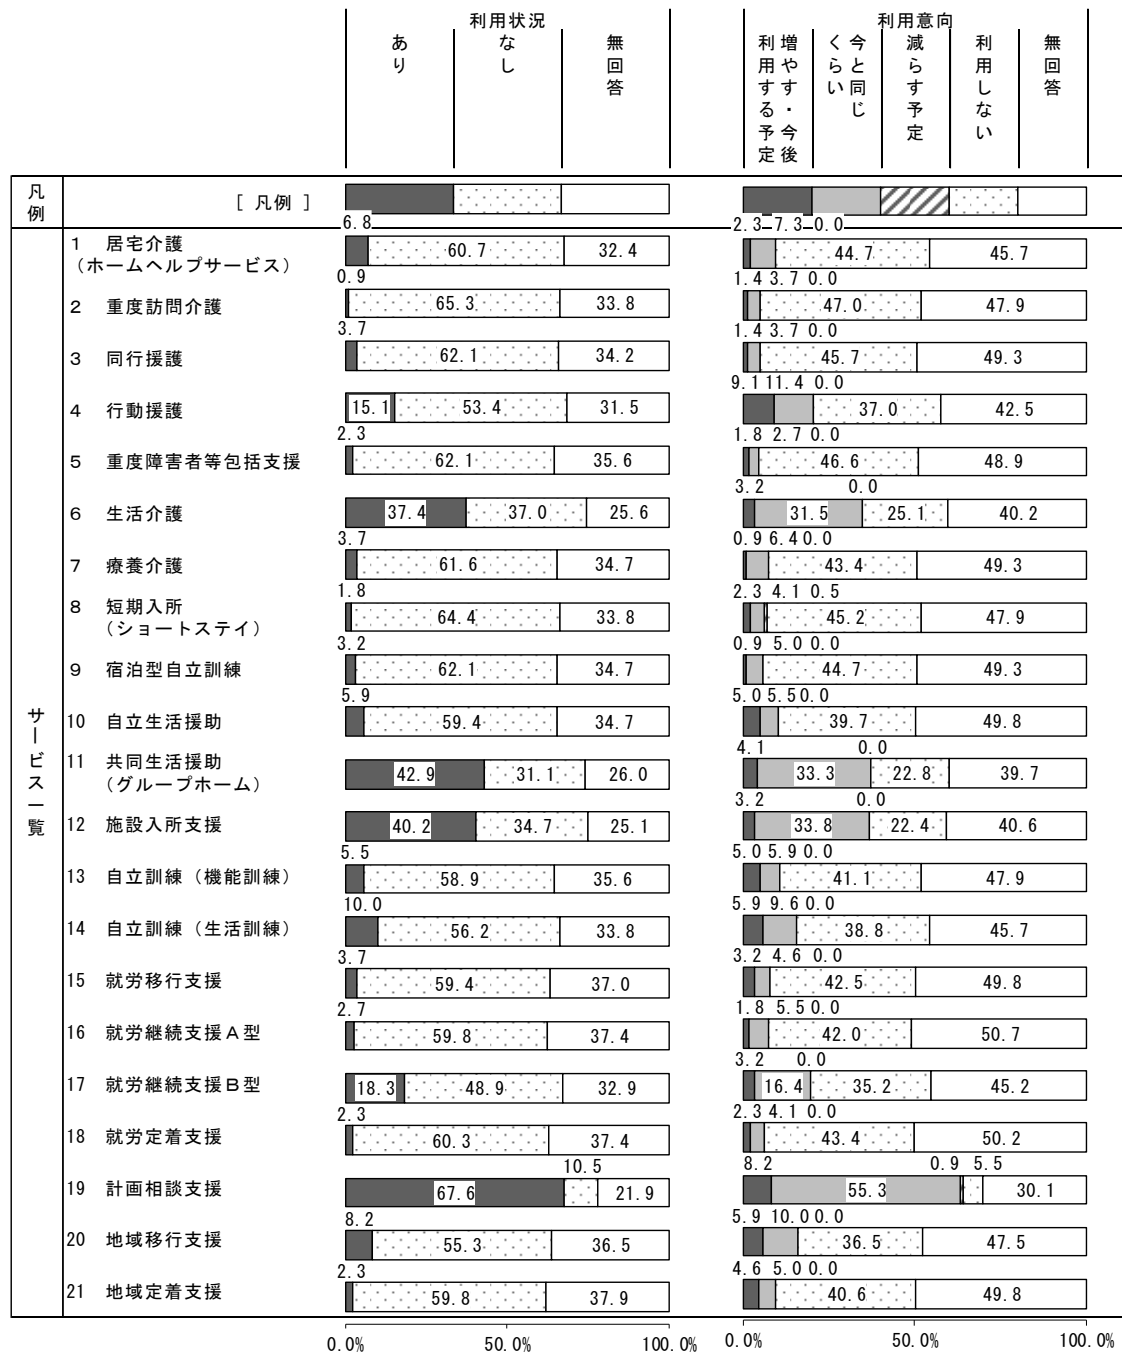 利用状況 利用意向
あり なし 無回答 増やす・今後利用する予定 今と同じくらい 減らす予定 利用しない 無回答
凡例 [ 凡例 ]
サービス一覧
6.8 2.3 7.3 0.0
1 居宅介護 60.7 32.4 44.7 45.7
（ホームヘルプサービス）
0.9 1.4 3.7 0.0
2 重度訪問介護 65.3 33.8 47.0 47.9
3.7 1.4 3.7 0.0
3 同行援護 62.1 34.2 45.7 49.3
9.1 11.4 0.0
4 行動援護 15.1 53.4 31.5 37.0 42.5
2.3 1.8 2.7 0.0
5 重度障害者等包括支援 62.1 35.6 46.6 48.9
3.2 0.0
6 生活介護 37.4 37.0 25.6 31.5 25.1 40.2
3.7 0.9 6.4 0.0
7 療養介護 61.6 34.7 43.4 49.3
1.8 2.3 4.1 0.5
8 短期入所 64.4 33.8 45.2 47.9
（ショートステイ）
3.2 0.9 5.0 0.0
9 宿泊型自立訓練 62.1 34.7 44.7 49.3
5.9 5.0 5.5 0.0
10 自立生活援助 59.4 34.7 39.7 49.8
4.1 0.0
11 共同生活援助 42.9 31.1 26.0 33.3 22.8 39.7
（グループホーム）
3.2 0.0
12 施設入所支援 40.2 34.7 25.1 33.8 22.4 40.6
5.5 5.0 5.9 0.0
13 自立訓練（機能訓練） 58.9 35.6 41.1 47.9
10.0 5.9 9.6 0.0
14 自立訓練（生活訓練） 56.2 33.8 38.8 45.7
3.7 3.2 4.6 0.0
15 就労移行支援 59.4 37.0 42.5 49.8
2.7 1.8 5.5 0.0
16 就労継続支援Ａ型 59.8 37.4 42.0 50.7
3.2 0.0
17 就労継続支援Ｂ型 18.3 48.9 32.9 16.4 35.2 45.2
2.3 2.3 4.1 0.0
18 就労定着支援 60.3 37.4 43.4 50.2
10.5 8.2 0.9 5.5
19 計画相談支援 67.6 21.9 55.3 30.1
8.2 5.9 10.0 0.0
20 地域移行支援 55.3 36.5 36.5 47.5
2.3 4.6 5.0 0.0
21 地域定着支援 59.8 37.9 40.6 49.8
0.0% 50.0% 100.0% 0.0% 50.0% 100.0%